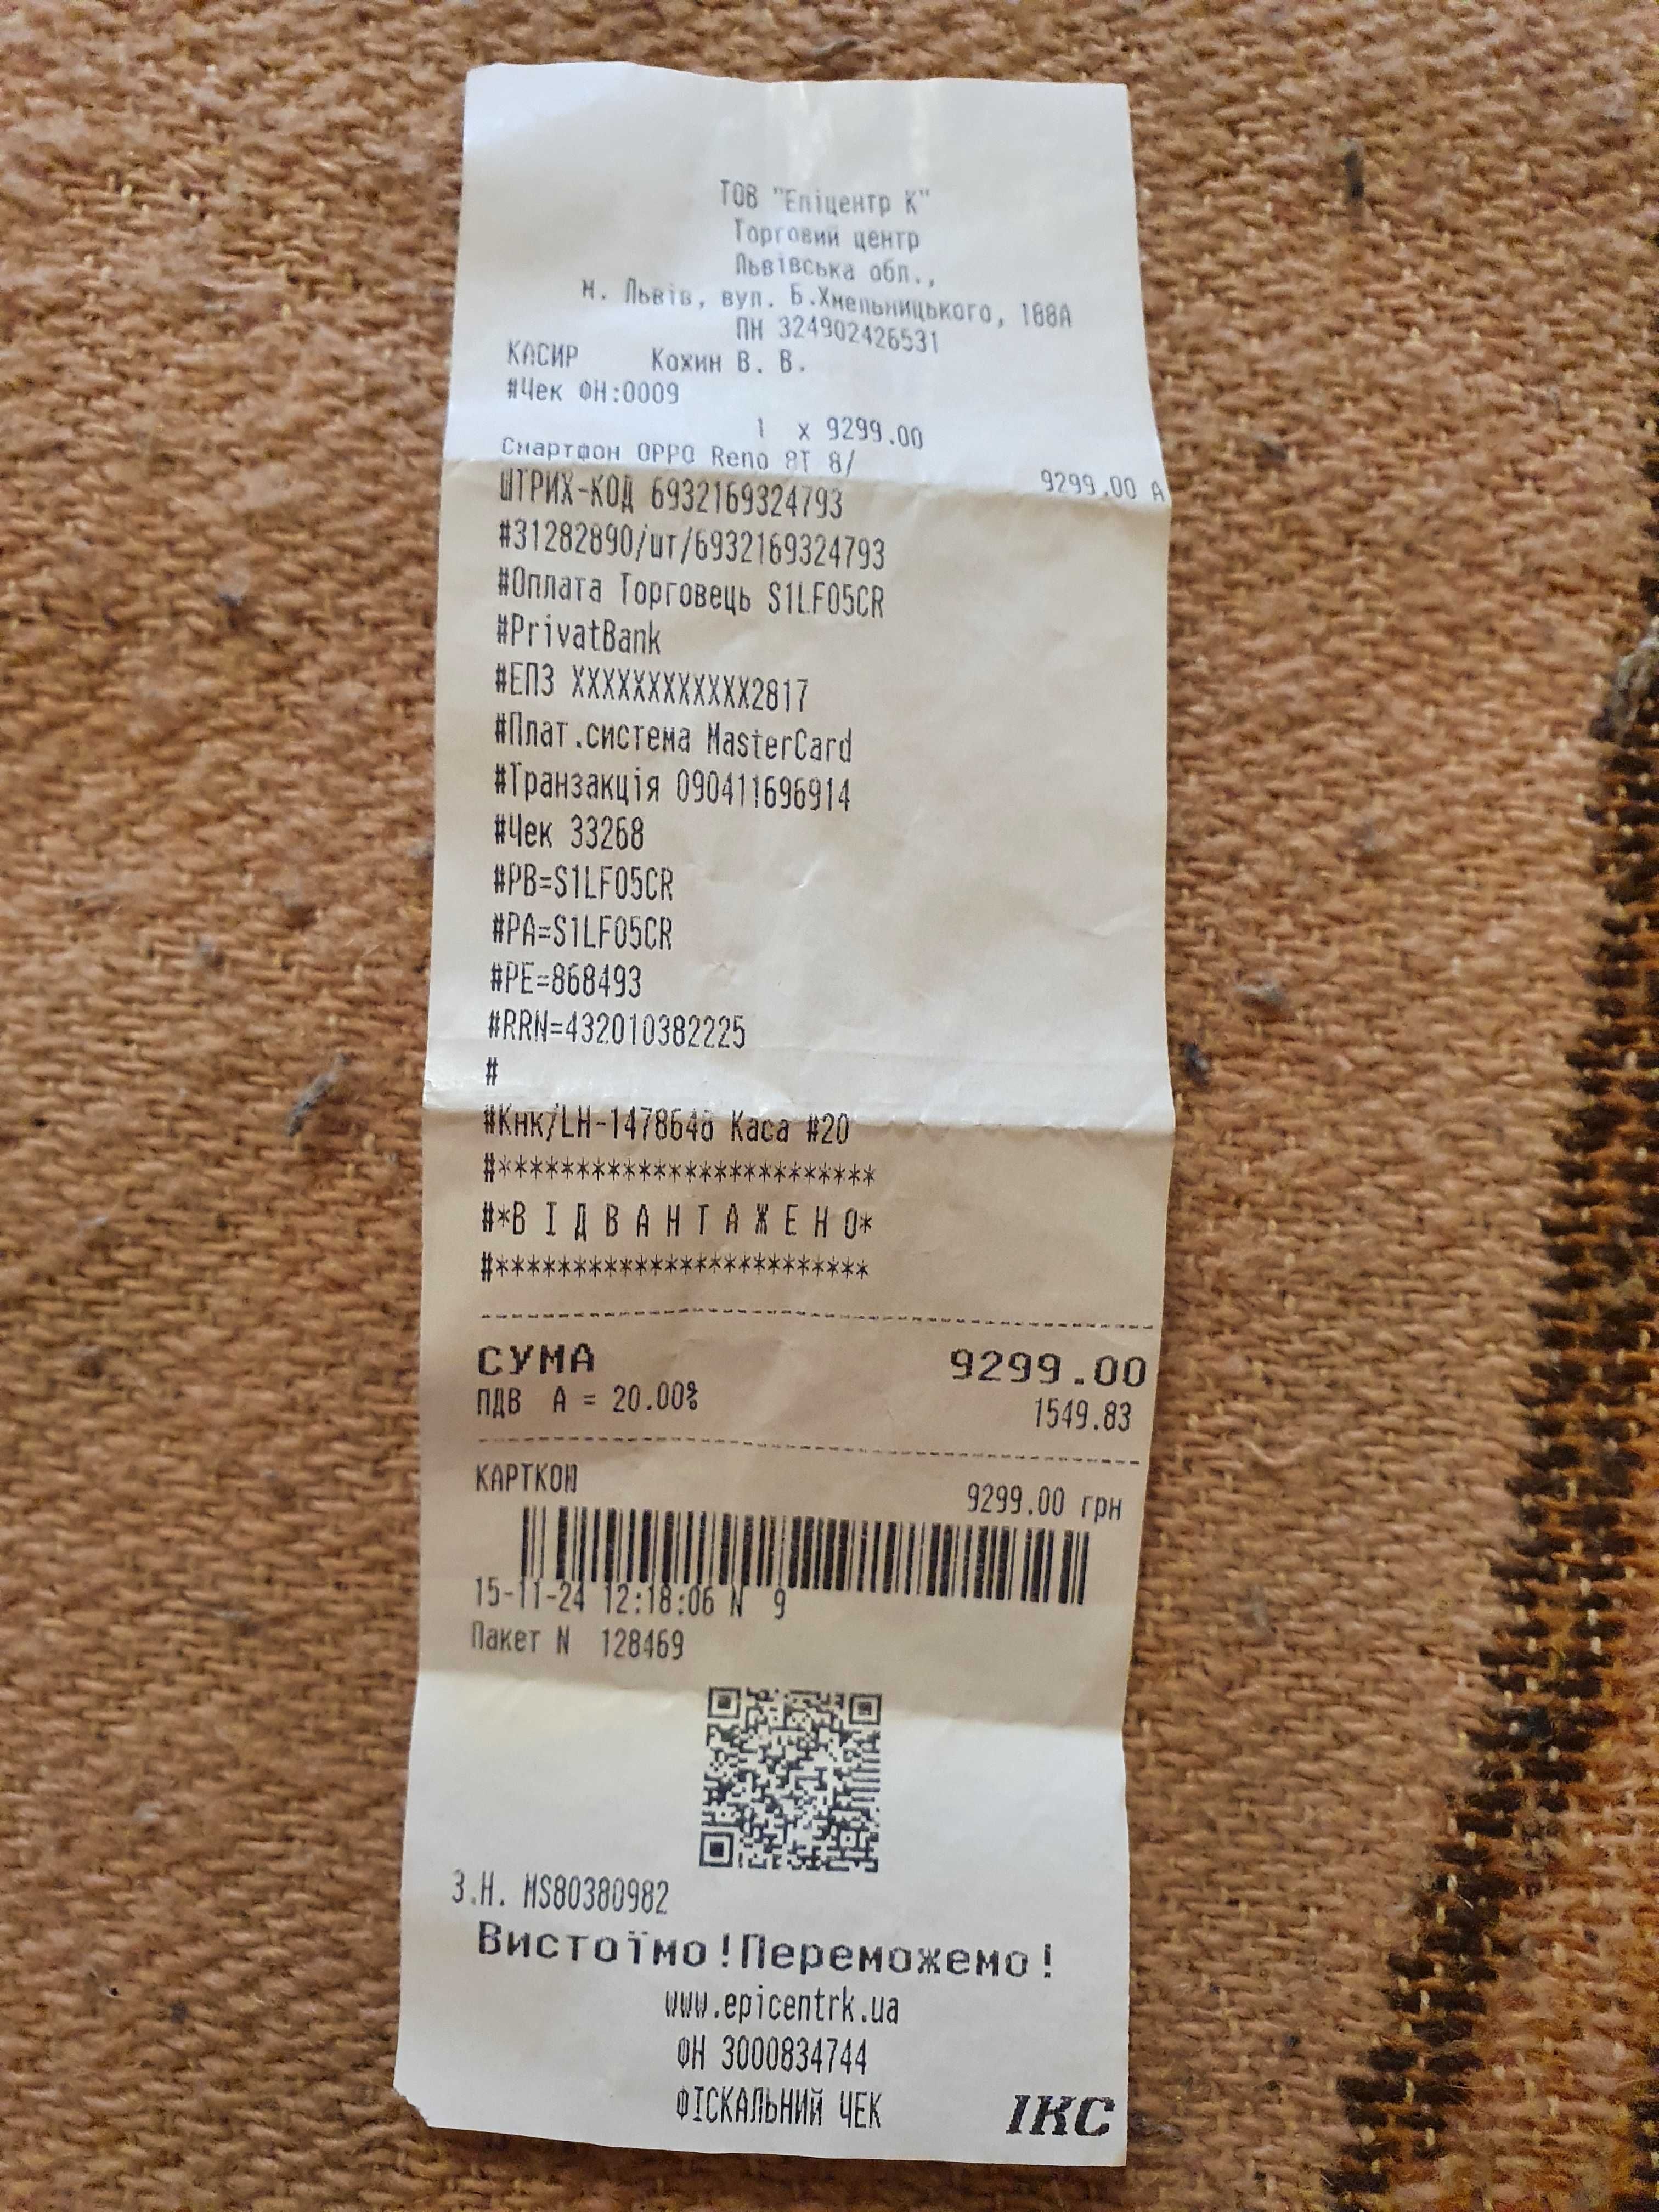 ТОВ "Епіцентр К"
Торговий центр
Львівська обл.,
м. Львів, вул. Б.Хмельницького, 188А
ПН 324902426531
КАСИР Кожин В. В.
#Чек ФН:0009
1 x 9299.00
Смартфон OPPO Reno 8T 8/ 9299.00 А
ШТРИХ-КОД 6932169324793
#31282890/шт/6932169324793
#Оплата Торговець S1LF05CR
#PrivatBank
#ЕПЗ XXXXXXXXXXXX2817
#Плат.система MasterCard
#Транзакція 090411696914
#Чек 33268
#PB=S1LF05CR
#PA=S1LF05CR
#PE=868493
#RRN=432010382225
#
#Кнк/LH-1478648 Каса #20
#*************************
#*В І Д В А Н Т А Ж Е Н О*
#*************************
СУМА 9299.00
ПДВ А = 20.00% 1549.83
КАРТКОЮ 9299.00 грн
15-11-24 12:18:06 N 9
Пакет N 128469
З.Н. MS80380982
Вистоїмо!Переможемо!
www.epicentrk.ua
ФН 3000834744
ФІСКАЛЬНИЙ ЧЕК ІКС